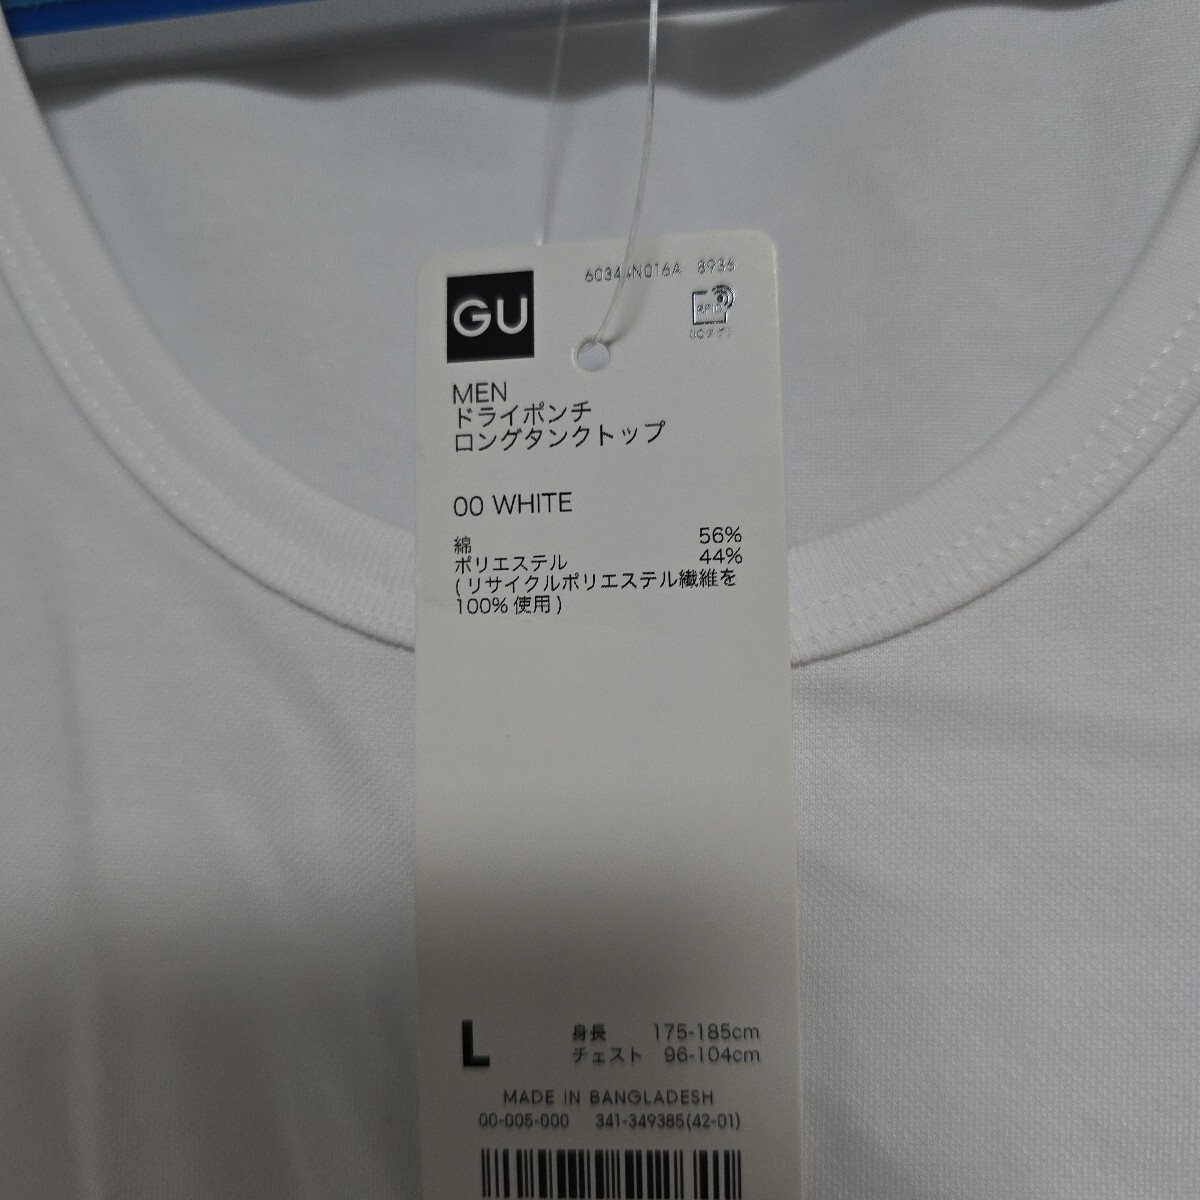 60344N016A 8936
GU
RFID
MEN
ドライポンチ
ロングタンクトップ
00 WHITE
綿 56%
ポリエステル 44%
(リサイクルポリエステル繊維を
100%使用)
L 身長 175-185cm
チェスト 96-104cm
MADE IN BANGLADESH
00-005-000 341-349385(42-01)